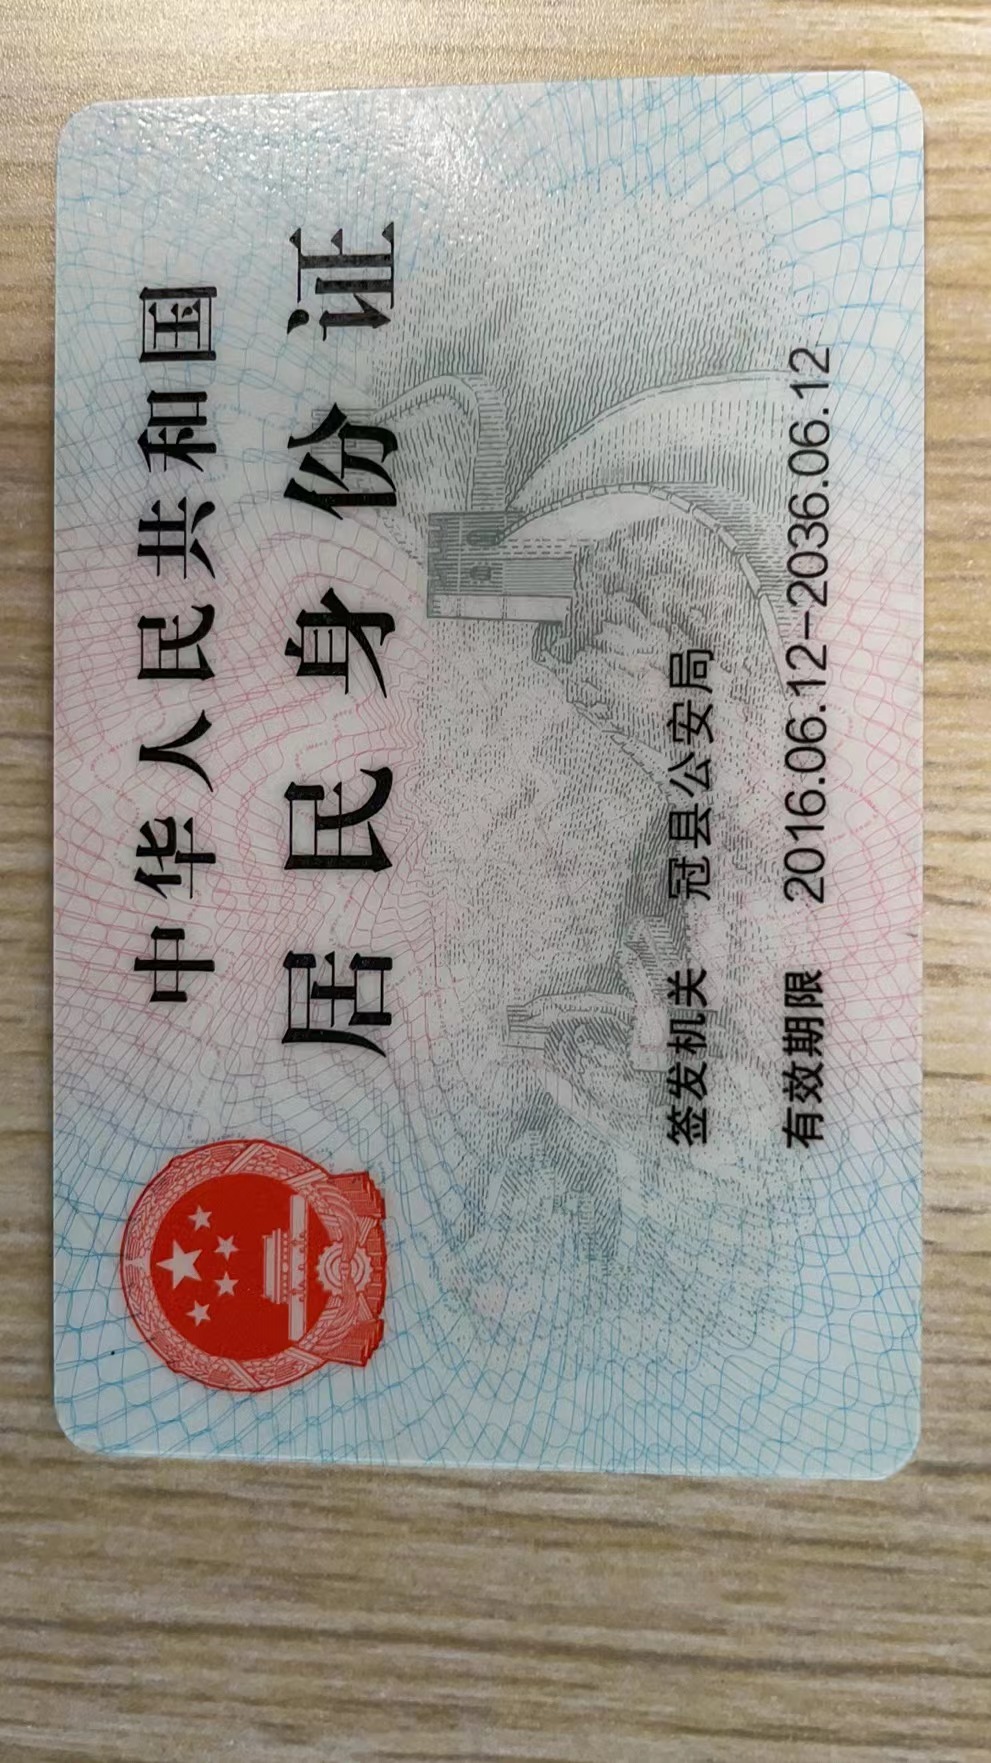 中华人民共和国
居民身份证
签发机关 冠县公安局
有效期限 2016.06.12-2036.06.12